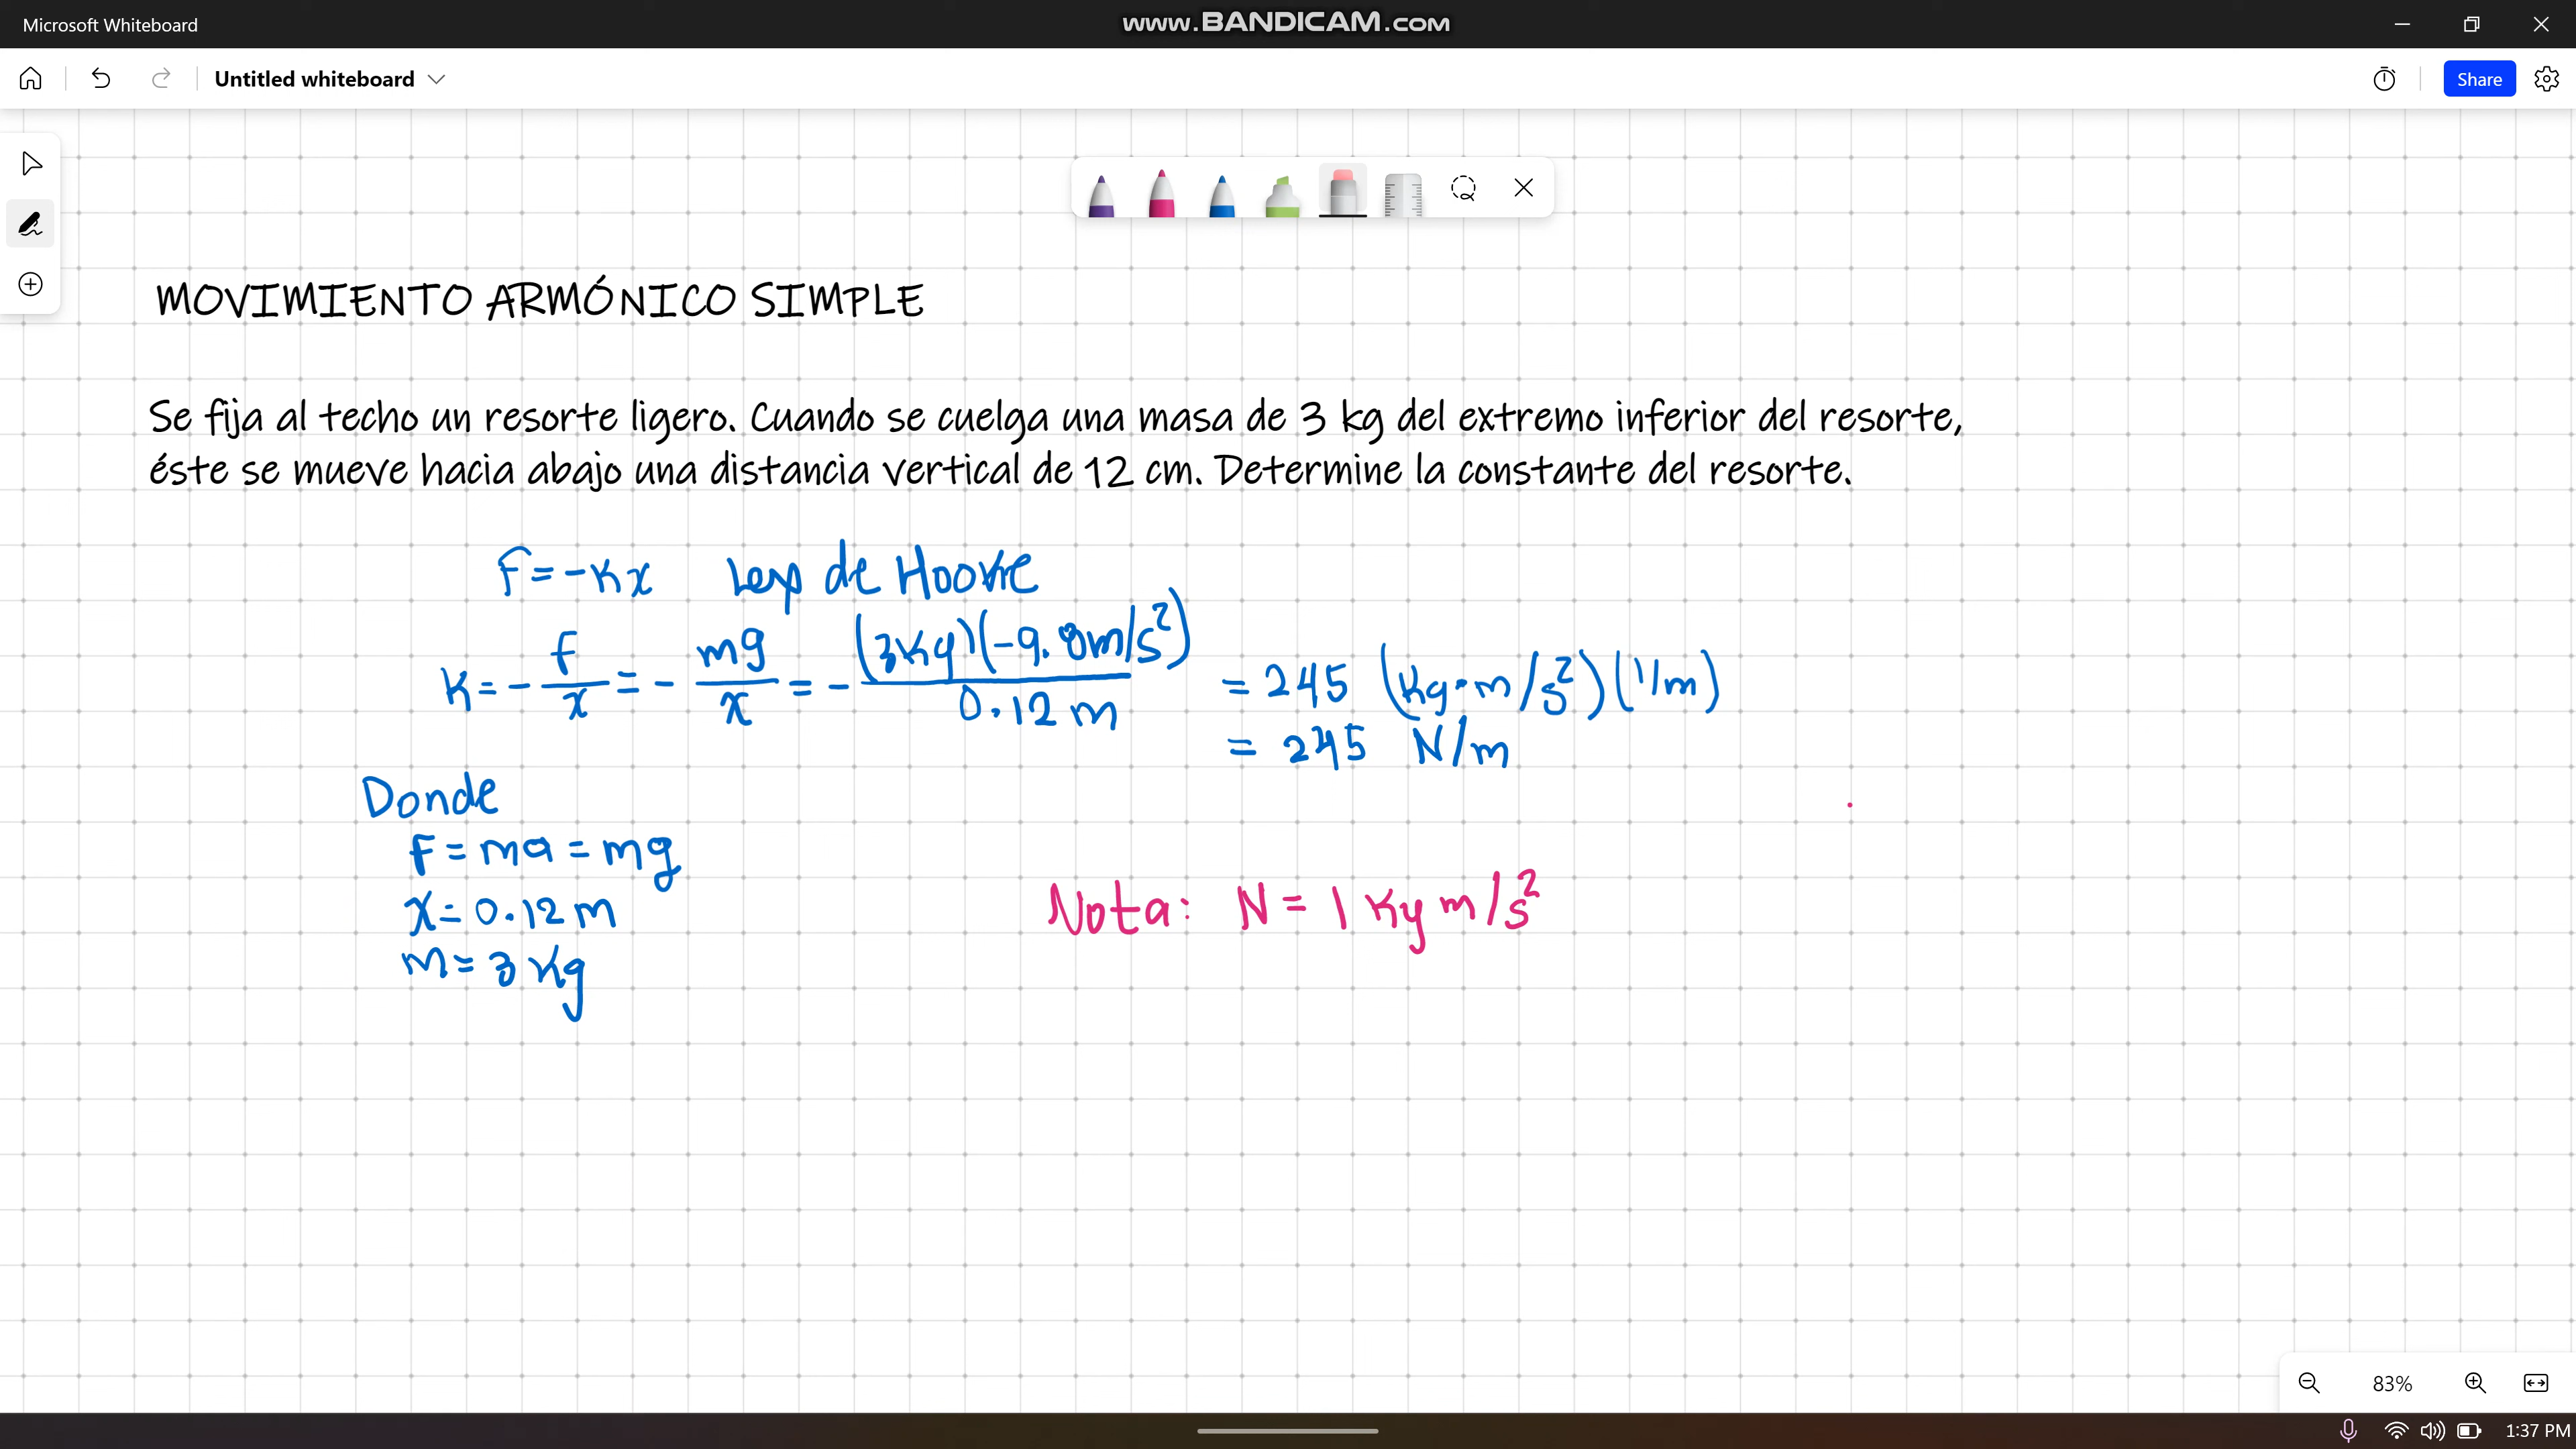 Microsoft Whiteboard
www.BANDICAM.com
Untitled whiteboard
Share
MOVIMIENTO ARMÓNICO SIMPLE
Se fija al techo un resorte ligero. Cuando se cuelga una masa de 3 kg del extremo inferior del resorte,
éste se mueve hacia abajo una distancia vertical de 12 cm. Determine la constante del resorte.
F = -Kx Ley de Hooke
K = - f/x = - mg/x = - (3Kg)(-9.8m/s²)/0.12 m = 245 (Kg·m/s²)(1/m)
= 245 N/m
Donde
F = ma = mg
x = 0.12 m
m = 3 Kg
Nota: N = 1 Kg m/s²
83%
1:37 PM